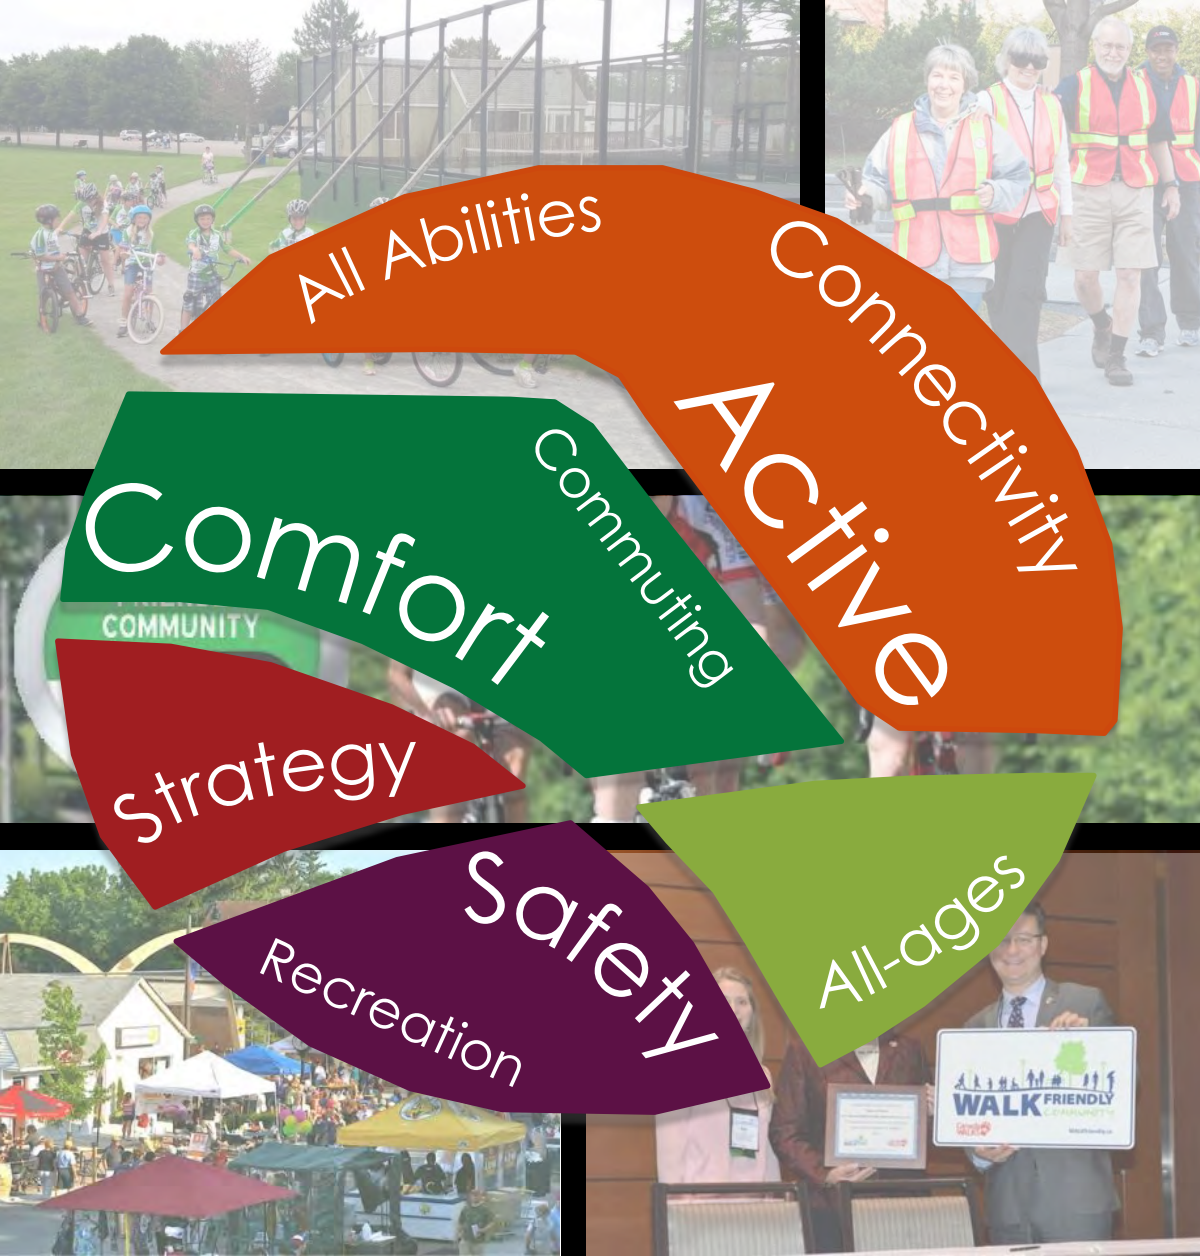 All Abilities
Connectivity
Active
Commuting
Comfort
COMMUNITY
Strategy
Safety
Recreation
All-ages
WALK FRIENDLY
COMMUNITY